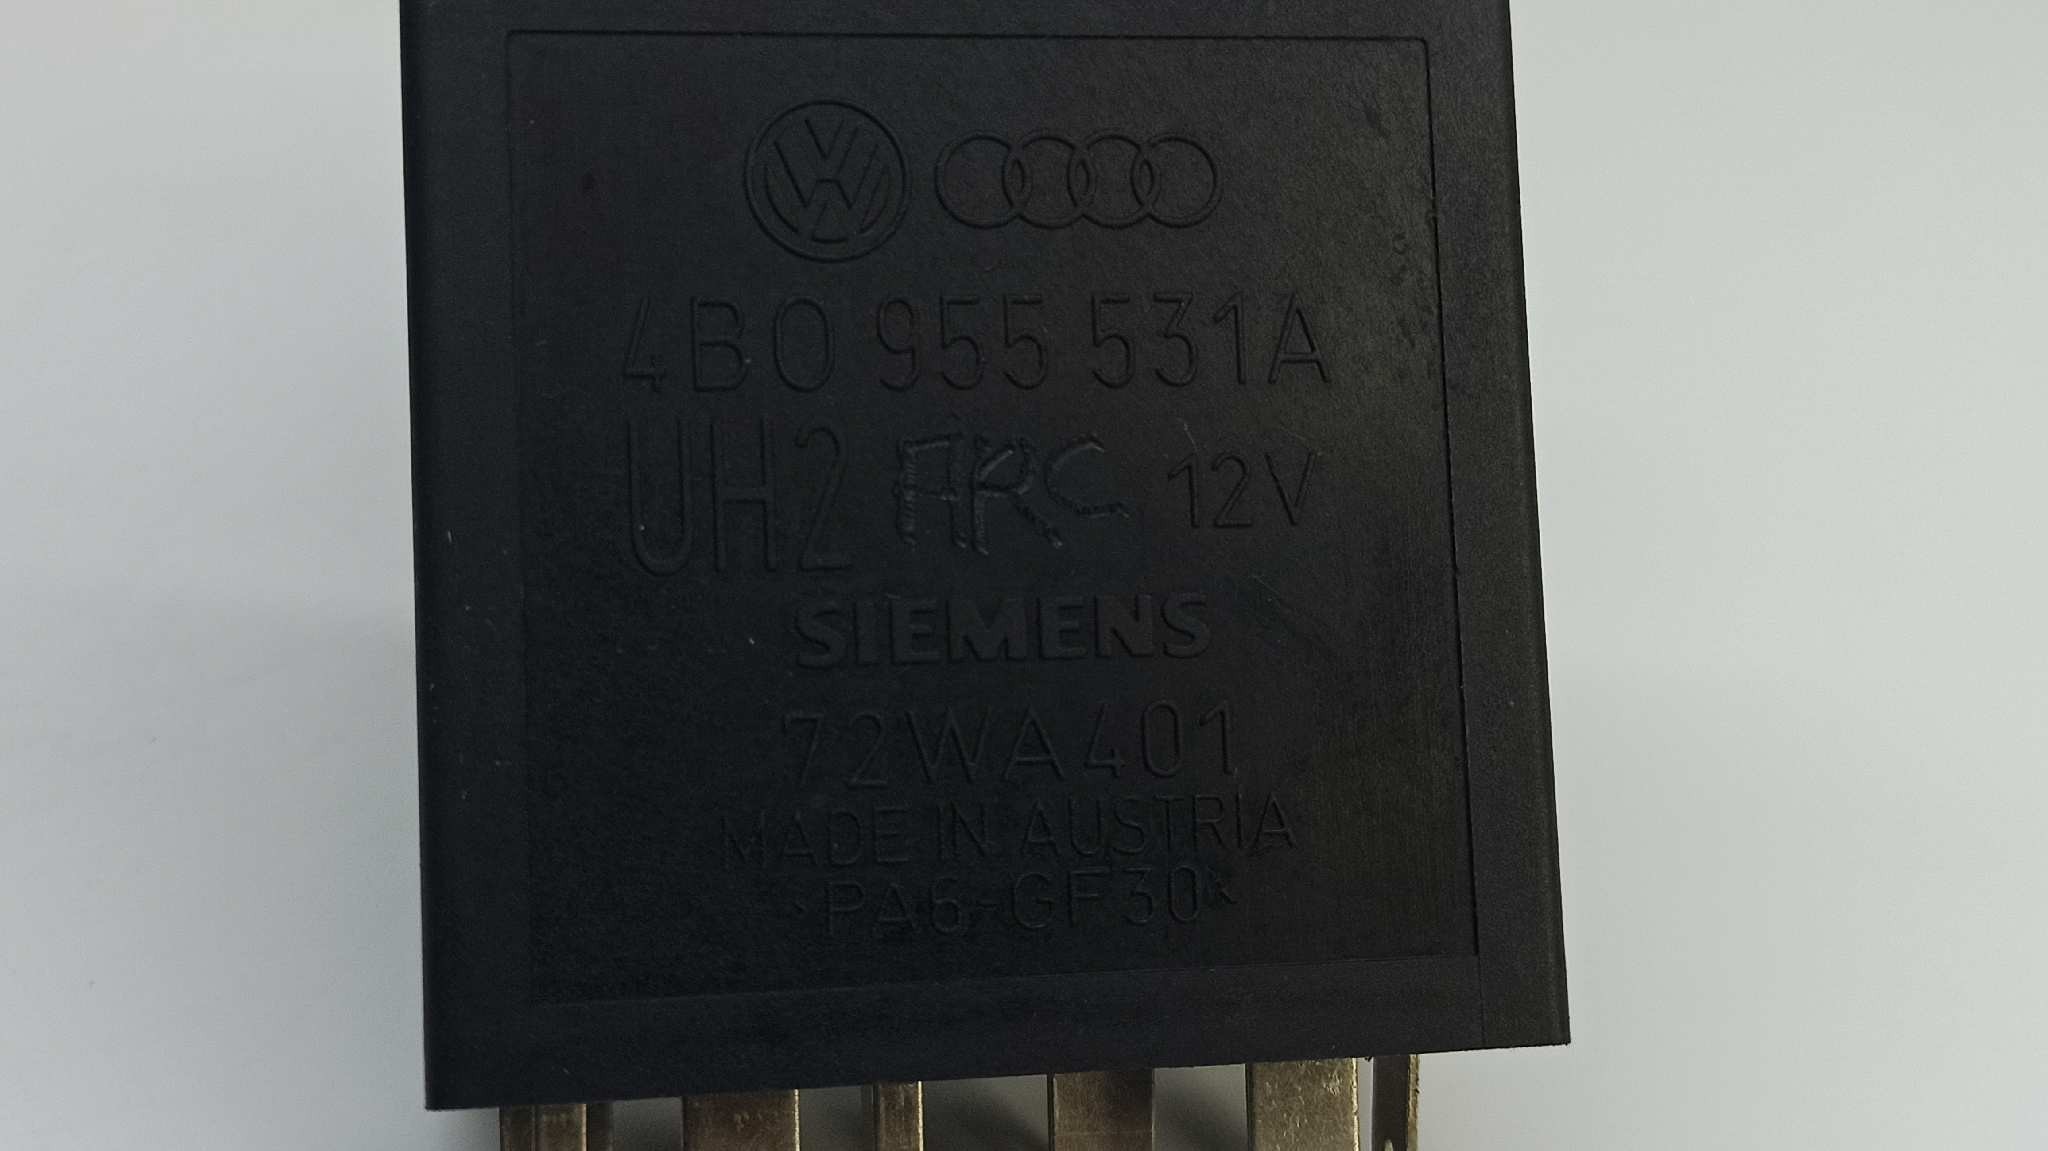 4B0 955 531A
UH2 ARC 12V
SIEMENS
72WA401
MADE IN AUSTRIA
>PA6-GF30<